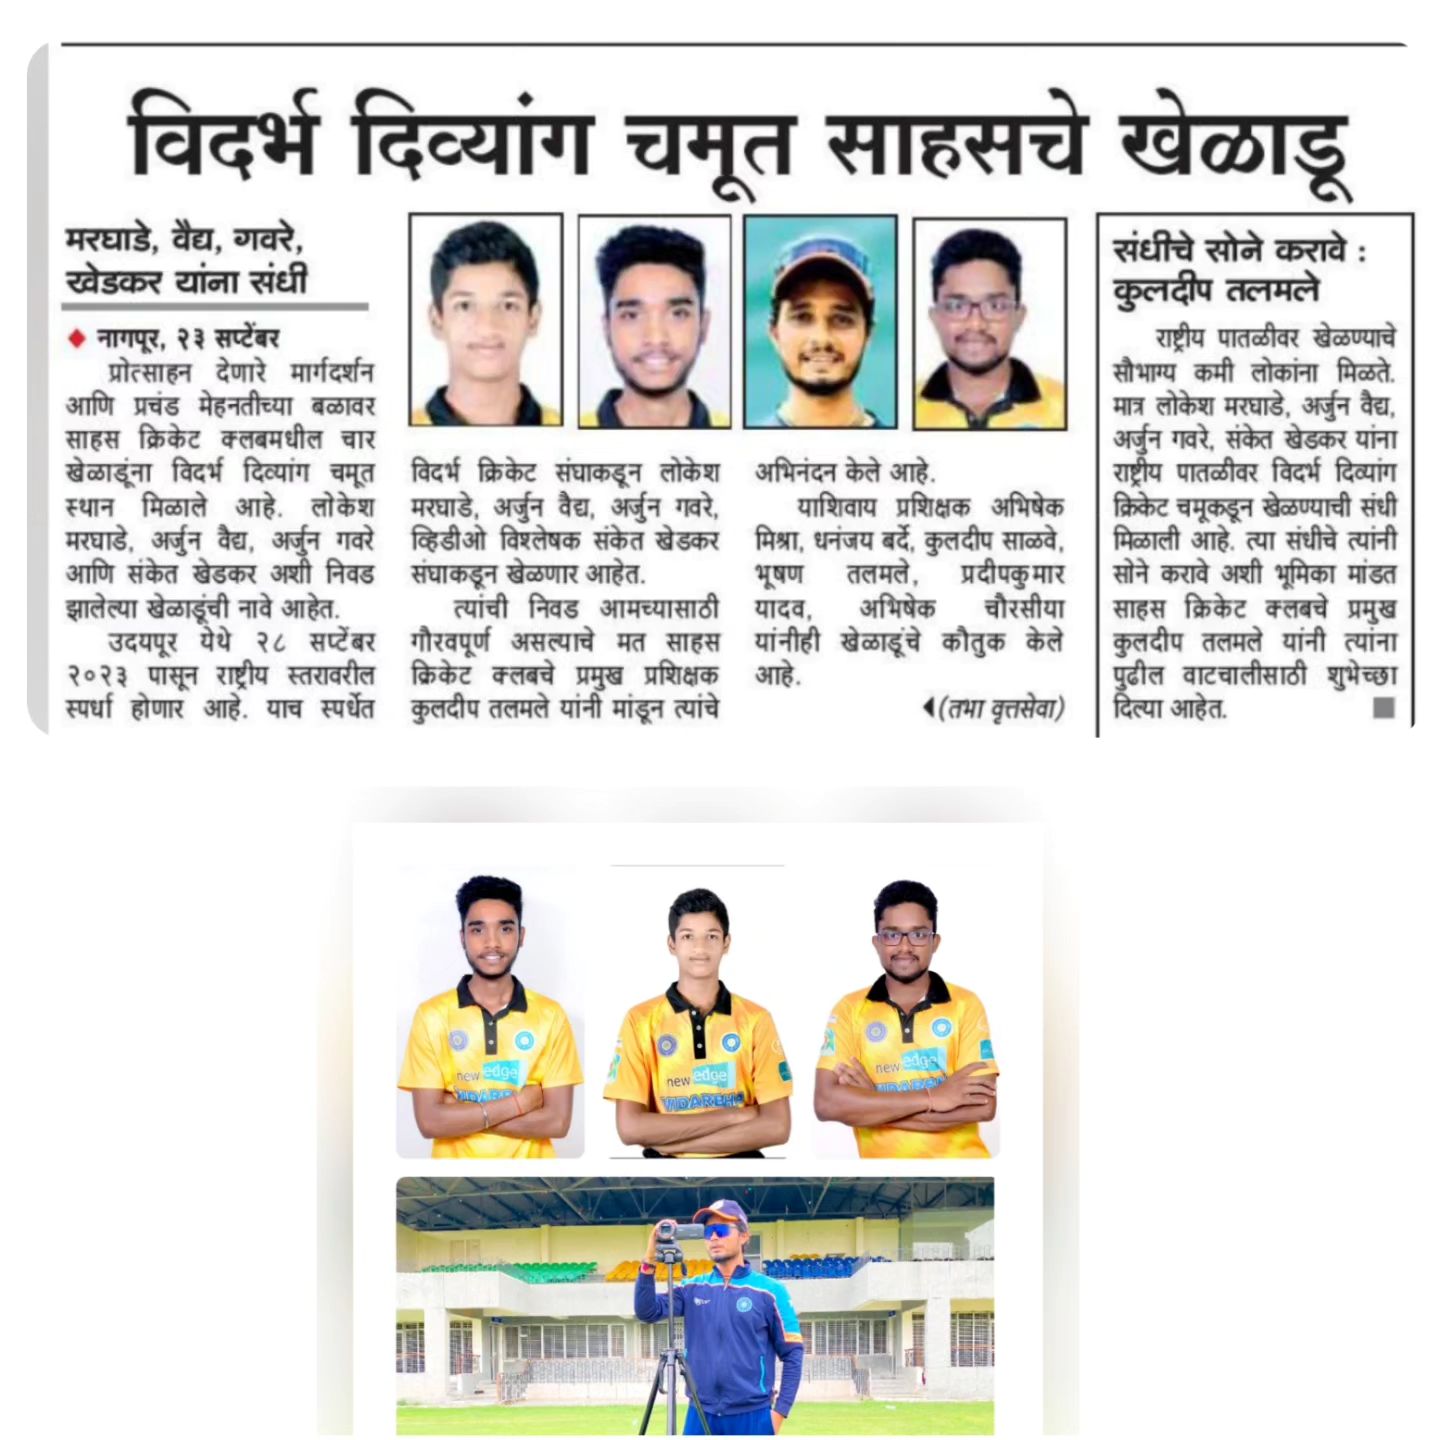 विदर्भ दिव्यांग चमूत साहसचे खेळाडू
मरघाडे, वैद्य, गवरे,
खेडकर यांना संधी
नागपूर, २३ सप्टेंबर
प्रोत्साहन देणारे मार्गदर्शन
आणि प्रचंड मेहनतीच्या बळावर
साहस क्रिकेट क्लबमधील चार
खेळाडूंना विदर्भ दिव्यांग चमूत
स्थान मिळाले आहे. लोकेश
मरघाडे, अर्जुन वैद्य, अर्जुन गवरे
आणि संकेत खेडकर अशी निवड
झालेल्या खेळाडूंची नावे आहेत.
उदयपूर येथे २८ सप्टेंबर
२०२३ पासून राष्ट्रीय स्तरावरील
स्पर्धा होणार आहे. याच स्पर्धेत
विदर्भ क्रिकेट संघाकडून लोकेश
मरघाडे, अर्जुन वैद्य, अर्जुन गवरे,
व्हिडीओ विश्लेषक संकेत खेडकर
संघाकडून खेळणार आहेत.
त्यांची निवड आमच्यासाठी
गौरवपूर्ण असल्याचे मत साहस
क्रिकेट क्लबचे प्रमुख प्रशिक्षक
कुलदीप तलमले यांनी मांडून त्यांचे
अभिनंदन केले आहे.
याशिवाय प्रशिक्षक अभिषेक
मिश्रा, धनंजय बर्दे, कुलदीप साळवे,
भूषण तलमले, प्रदीपकुमार
यादव, अभिषेक चौरसीया
यांनीही खेळाडूंचे कौतुक केले
आहे.
(तभा वृत्तसेवा)
संधीचे सोने करावे :
कुलदीप तलमले
राष्ट्रीय पातळीवर खेळण्याचे
सौभाग्य कमी लोकांना मिळते.
मात्र लोकेश मरघाडे, अर्जुन वैद्य,
अर्जुन गवरे, संकेत खेडकर यांना
राष्ट्रीय पातळीवर विदर्भ दिव्यांग
क्रिकेट चमूकडून खेळण्याची संधी
मिळाली आहे. त्या संधीचे त्यांनी
सोने करावे अशी भूमिका मांडत
साहस क्रिकेट क्लबचे प्रमुख
कुलदीप तलमले यांनी त्यांना
पुढील वाटचालीसाठी शुभेच्छा
दिल्या आहेत.
new edge
new edge
VIDARBHA
new edge